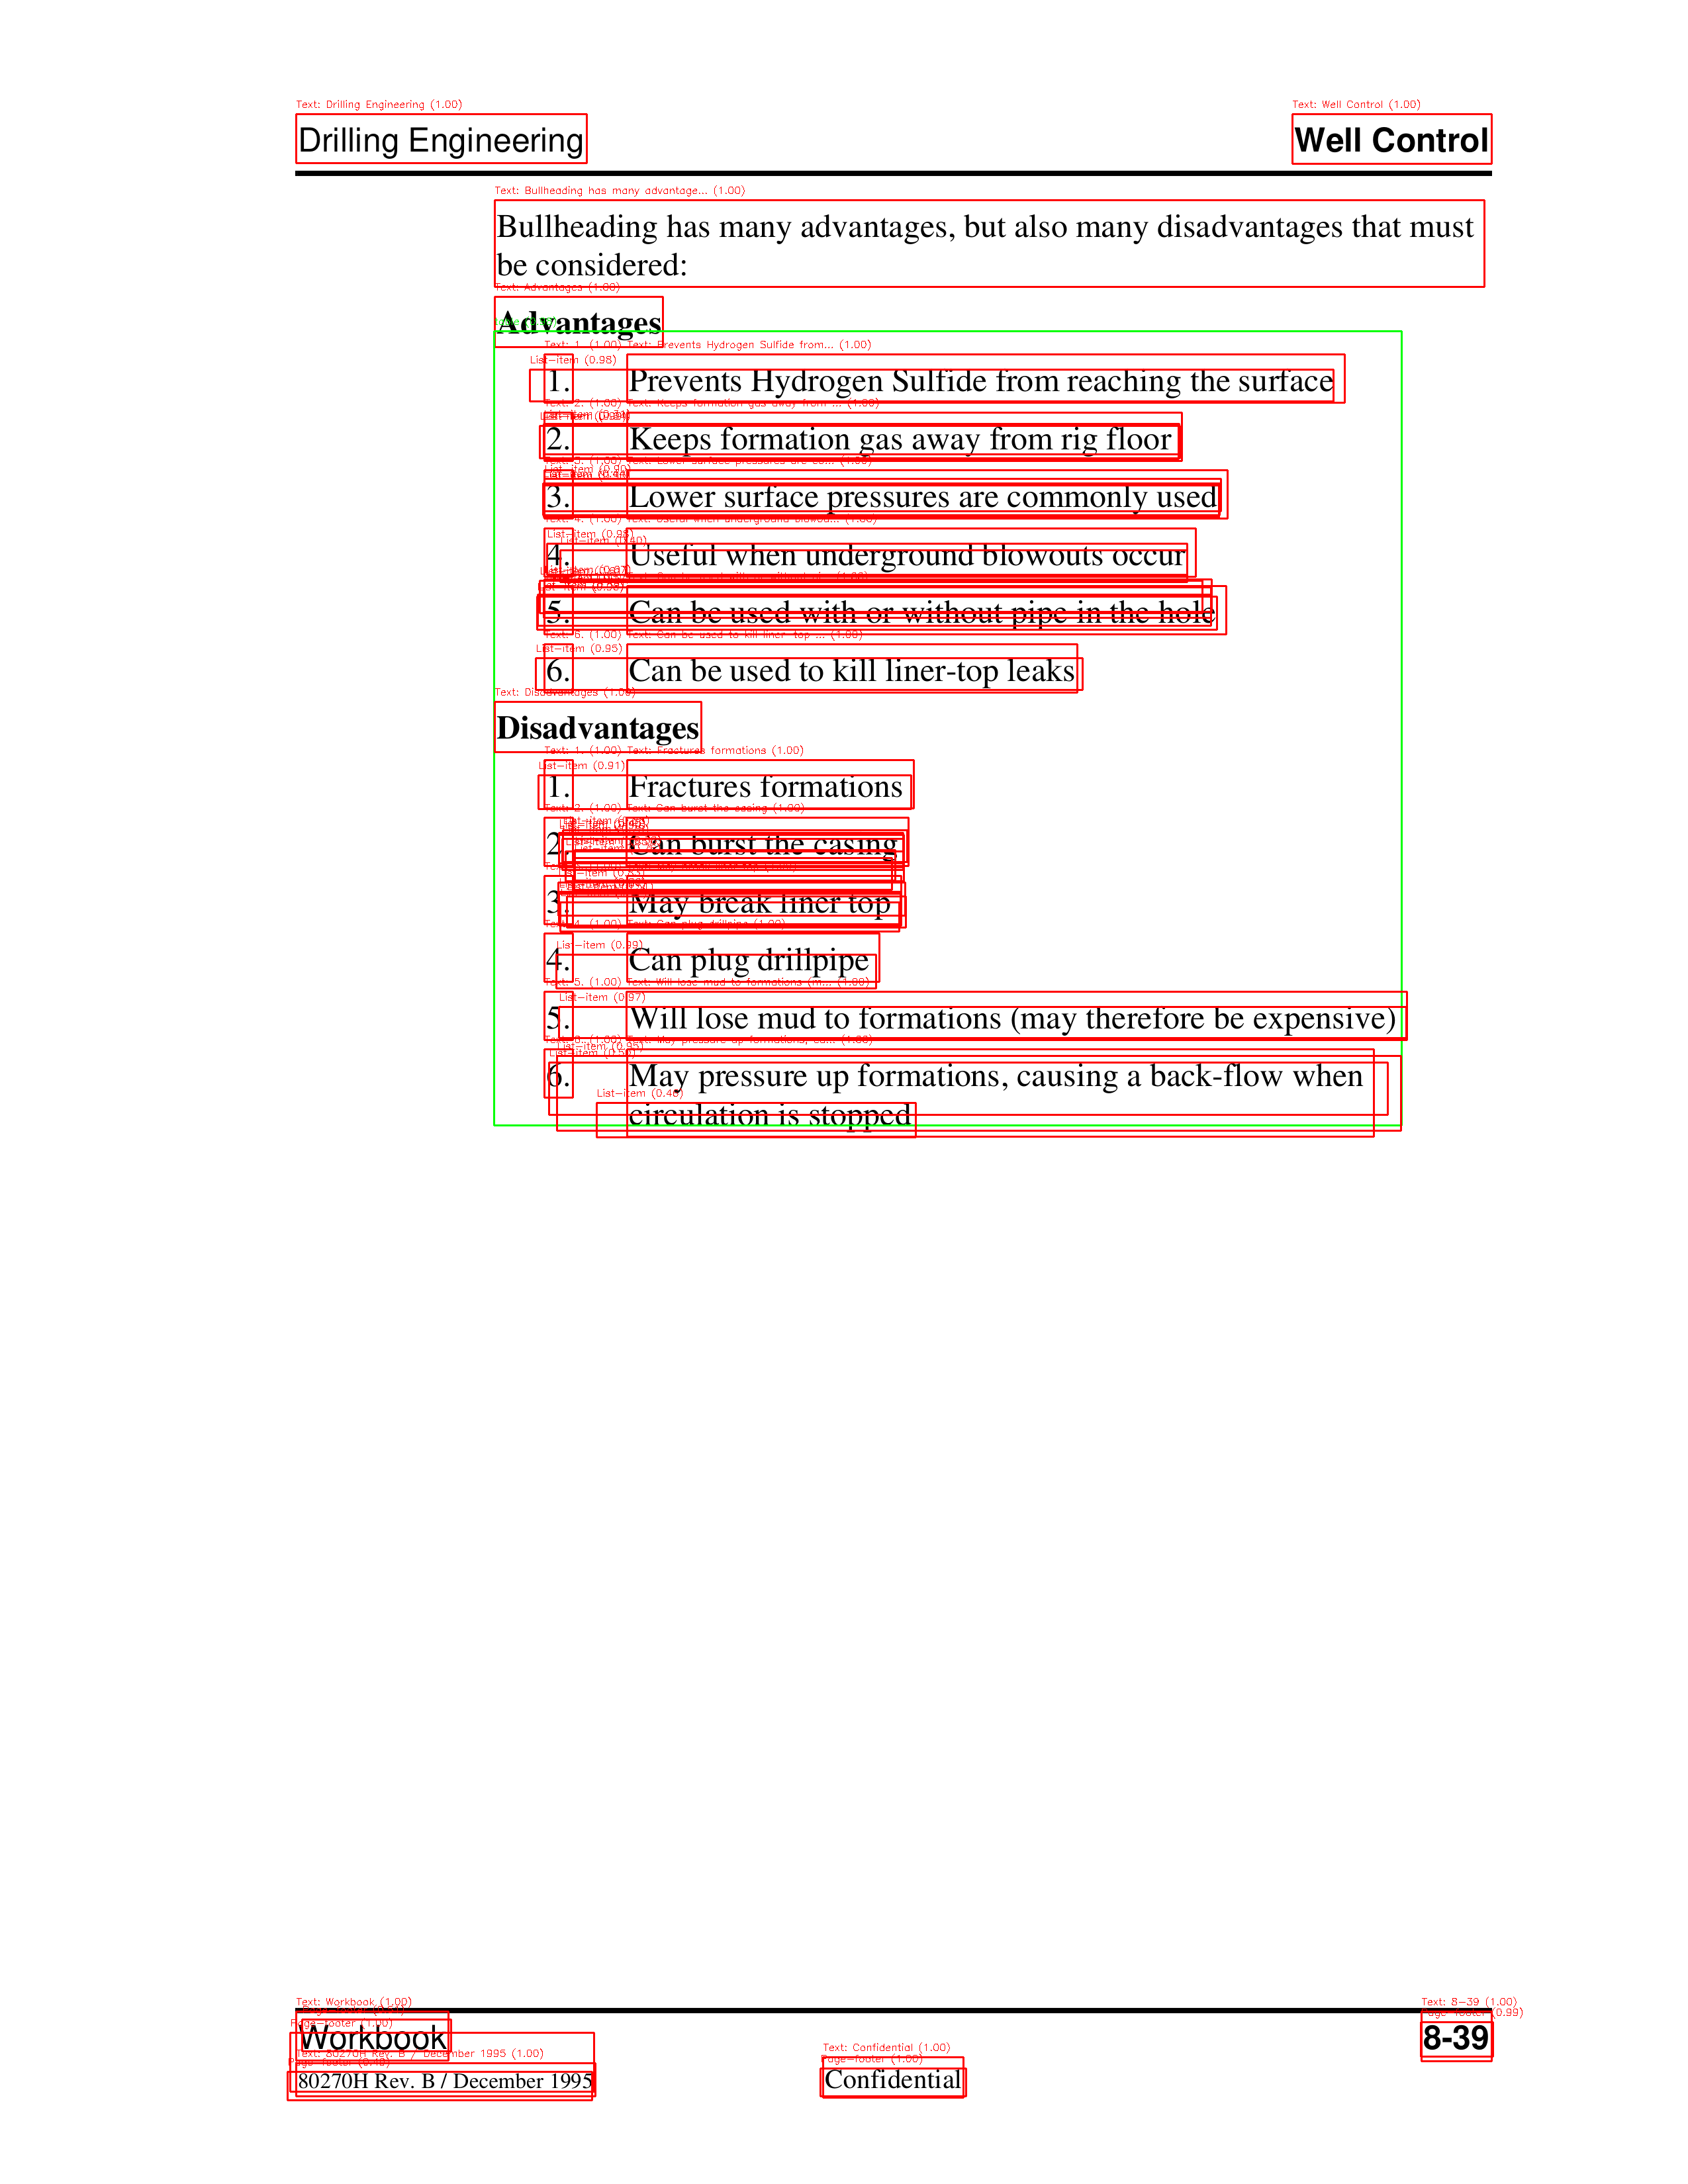 Drilling Engineering
Well Control
Bullheading has many advantages, but also many disadvantages that must
be considered:
Advantages
1. Prevents Hydrogen Sulfide from reaching the surface
2. Keeps formation gas away from rig floor
3. Lower surface pressures are commonly used
4. Useful when underground blowouts occur
5. Can be used with or without pipe in the hole
6. Can be used to kill liner-top leaks
Disadvantages
1. Fractures formations
2. Can burst the casing
3. May break liner top
4. Can plug drillpipe
5. Will lose mud to formations (may therefore be expensive)
6. May pressure up formations, causing a back-flow when
circulation is stopped
Workbook
8-39
80270H Rev. B / December 1995
Confidential